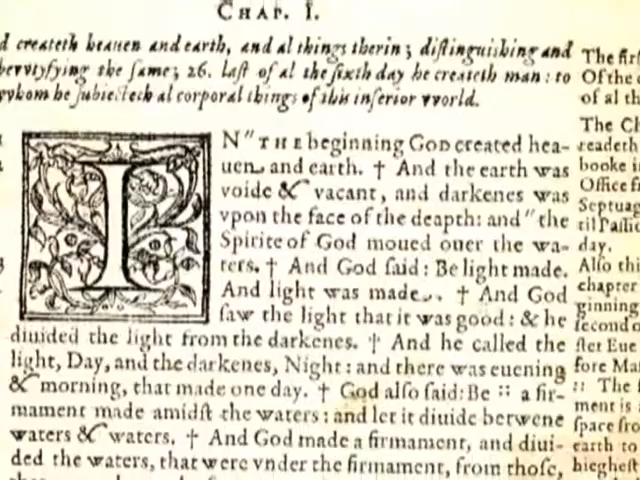 CHAP. I.
d createth heauen and earth, and al things therin; distinguishing and
the same; 26. last of al the sixth day he createth man: to
vvhom he subiecteth al corporal things of this inferior vvorld.
IN "THE beginning GOD created hea-
uen and earth. † And the earth was
voide & vacant, and darkenes was
vpon the face of the deapth: and "the
Spirite of God moued ouer the wa-
ters. † And God said: Be light made.
And light was made. † And God
saw the light that it was good: & he
diuided the light from the darkenes. † And he called the
light, Day, and the darkenes, Night: and there was euening
& morning, that made one day. † God also said: Be :: a fir-
mament made amidst the waters: and let it diuide betwene
waters & waters. † And God made a firmament, and diui-
ded the waters, that were vnder the firmament, from those,
The firs
Of the
of al th
The Ch
readeth
booke i
Office f
Septuag
til Passi
day.
Also thi
chapter
ginning
second o
ster Eue
fore Ma
:: The f
ment is
space fro
earth to
hieghest